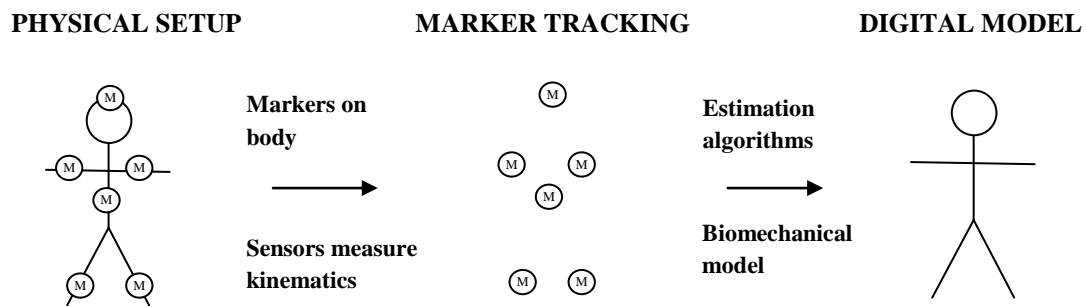 PHYSICAL SETUP
MARKER TRACKING
DIGITAL MODEL
M
M
M
M
M
M
Markers on
body
Sensors measure
kinematics
M
M
M
M
M
M
Estimation
algorithms
Biomechanical
model